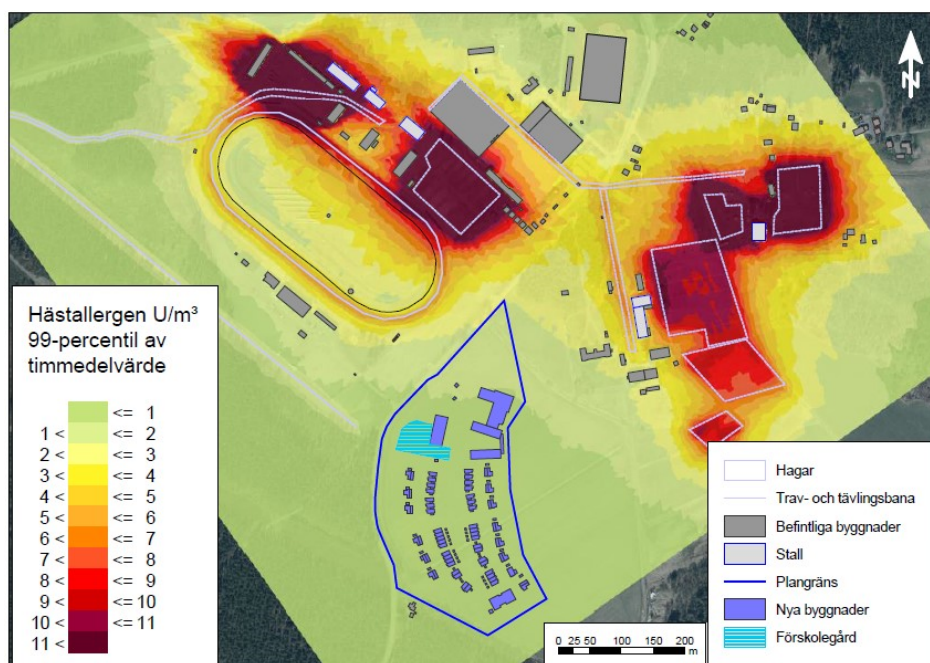 N
Hästallergen U/m³
99-percentil av
timmedelvärde
<= 1
1 < <= 2
2 < <= 3
3 < <= 4
4 < <= 5
5 < <= 6
6 < <= 7
7 < <= 8
8 < <= 9
9 < <= 10
10 < <= 11
11 <
Hagar
Trav- och tävlingsbana
Befintliga byggnader
Stall
Plangräns
Nya byggnader
Förskolegård
0 25 50 100 150 200
m